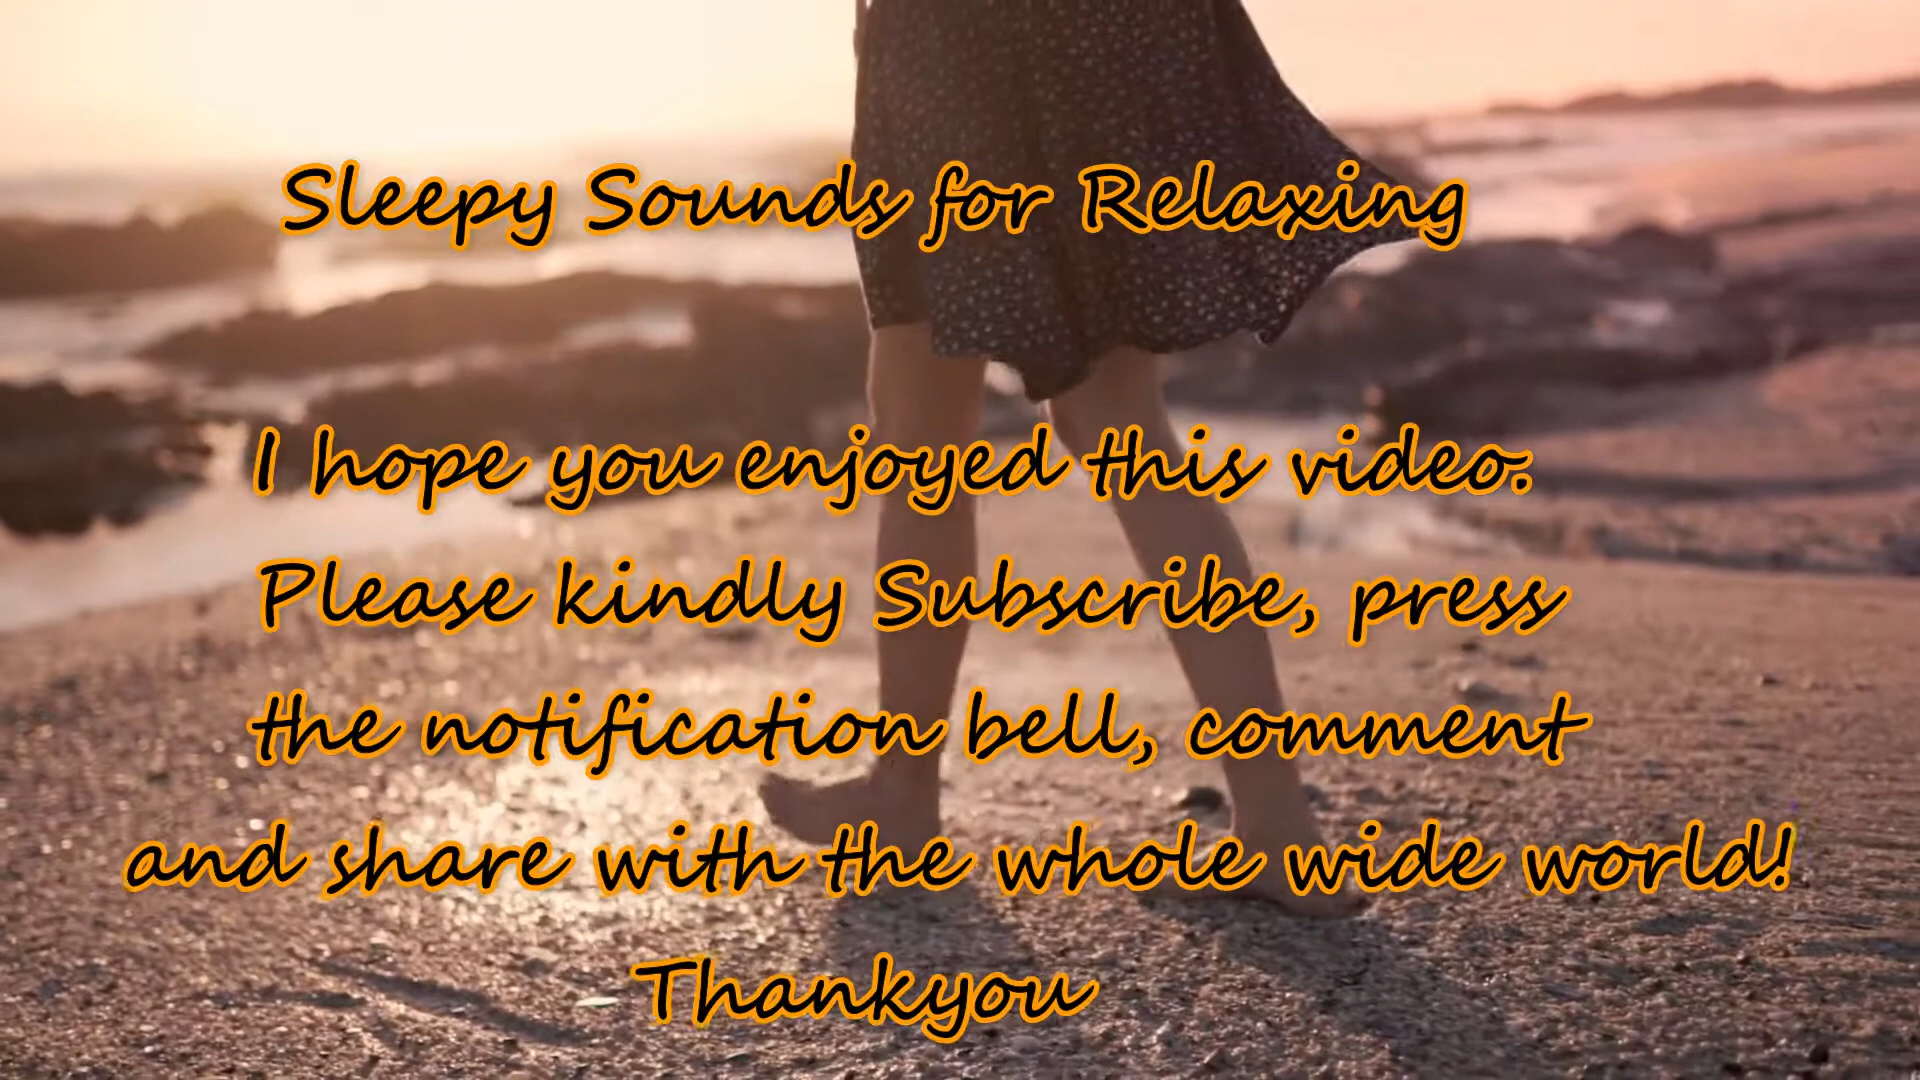 Sleepy Sounds for Relaxing
I hope you enjoyed this video.
Please kindly Subscribe, press
the notification bell, comment
and share with the whole wide world!
Thankyou